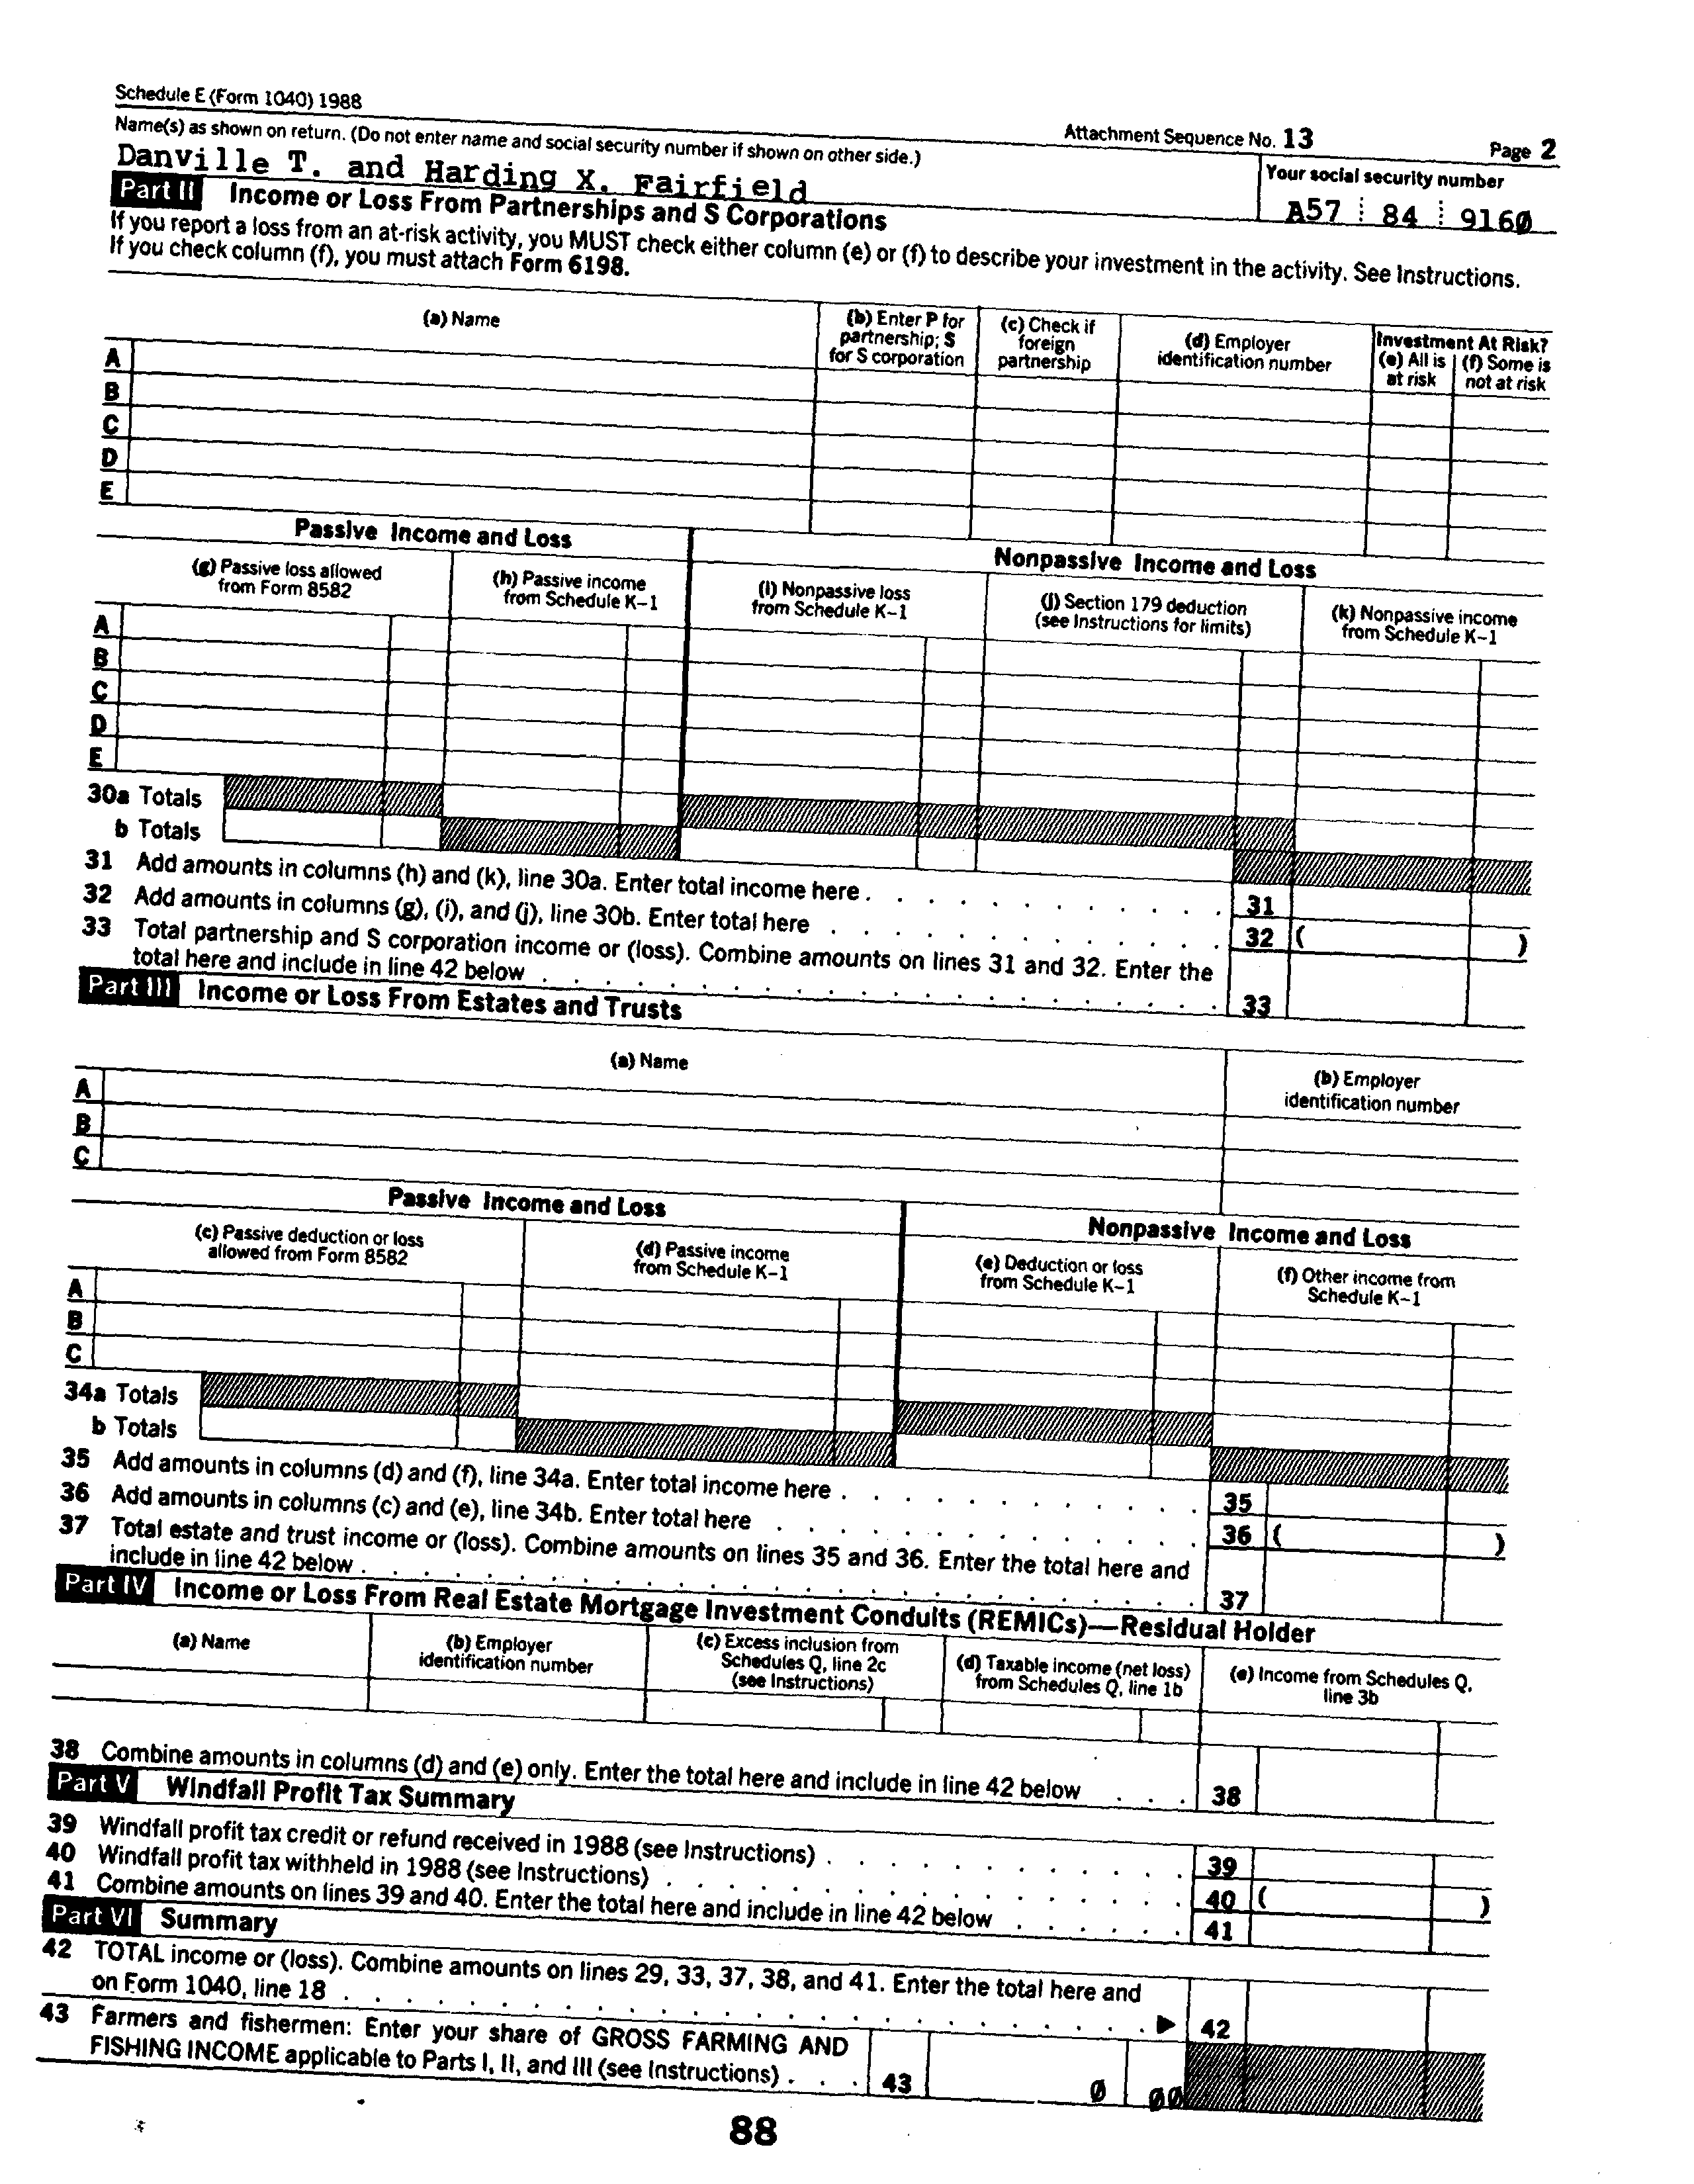 Schedule E (Form 1040) 1988
Attachment Sequence No. 13
Page 2
Name(s) as shown on return. (Do not enter name and social security number if shown on other side.)
Your social security number
Danville T. and Harding X. Fairfield
A57 84 9160
Part II Income or Loss From Partnerships and S Corporations
If you report a loss from an at-risk activity, you MUST check either column (e) or (f) to describe your investment in the activity. See Instructions.
If you check column (f), you must attach Form 6198.
(a) Name
(b) Enter P for
partnership; S
for S corporation
(c) Check if
foreign
partnership
(d) Employer
identification number
Investment At Risk?
(e) All is
at risk
(f) Some is
not at risk
A
B
C
D
E
Passive Income and Loss
Nonpassive Income and Loss
(g) Passive loss allowed
from Form 8582
(h) Passive income
from Schedule K–1
(i) Nonpassive loss
from Schedule K–1
(j) Section 179 deduction
(see Instructions for limits)
(k) Nonpassive income
from Schedule K–1
A
B
C
D
E
30a Totals
b Totals
31 Add amounts in columns (h) and (k), line 30a. Enter total income here . . . . . . . . . . . . 31
32 Add amounts in columns (g), (i), and (j), line 30b. Enter total here . . . . . . . . . . . . . 32 ( )
33 Total partnership and S corporation income or (loss). Combine amounts on lines 31 and 32. Enter the
total here and include in line 42 below . . . . . . . . . . . . . . . . . . . . . . 33
Part III Income or Loss From Estates and Trusts
(a) Name
(b) Employer
identification number
A
B
C
Passive Income and Loss
Nonpassive Income and Loss
(c) Passive deduction or loss
allowed from Form 8582
(d) Passive income
from Schedule K–1
(e) Deduction or loss
from Schedule K–1
(f) Other income from
Schedule K–1
A
B
C
34a Totals
b Totals
35 Add amounts in columns (d) and (f), line 34a. Enter total income here . . . . . . . . . . . . 35
36 Add amounts in columns (c) and (e), line 34b. Enter total here . . . . . . . . . . . . . . 36 ( )
37 Total estate and trust income or (loss). Combine amounts on lines 35 and 36. Enter the total here and
include in line 42 below . . . . . . . . . . . . . . . . . . . . . . . . . . . 37
Part IV Income or Loss From Real Estate Mortgage Investment Conduits (REMICs)—Residual Holder
(a) Name
(b) Employer
identification number
(c) Excess inclusion from
Schedules Q, line 2c
(see Instructions)
(d) Taxable income (net loss)
from Schedules Q, line 1b
(e) Income from Schedules Q,
line 3b
38 Combine amounts in columns (d) and (e) only. Enter the total here and include in line 42 below . . . 38
Part V Windfall Profit Tax Summary
39 Windfall profit tax credit or refund received in 1988 (see Instructions) . . . . . . . . . . . . 39
40 Windfall profit tax withheld in 1988 (see Instructions) . . . . . . . . . . . . . . . . . 40 ( )
41 Combine amounts on lines 39 and 40. Enter the total here and include in line 42 below . . . . . . 41
Part VI Summary
42 TOTAL income or (loss). Combine amounts on lines 29, 33, 37, 38, and 41. Enter the total here and
on Form 1040, line 18 . . . . . . . . . . . . . . . . . . . . . . . . . . ▶ 42
43 Farmers and fishermen: Enter your share of GROSS FARMING AND
FISHING INCOME applicable to Parts I, II, and III (see Instructions) . . . 43 0 00
88